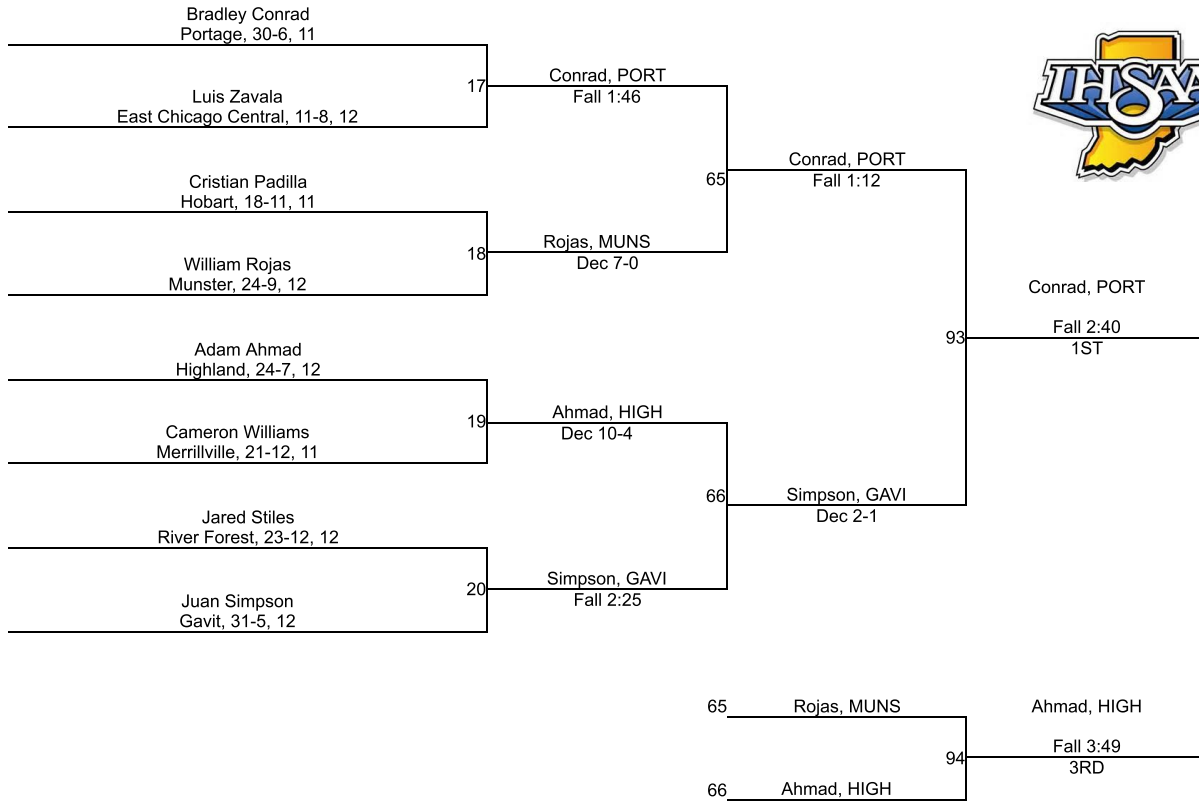 Bradley Conrad
Portage, 30-6, 11
17
Conrad, PORT
Fall 1:46
Luis Zavala
East Chicago Central, 11-8, 12
65
Conrad, PORT
Fall 1:12
Cristian Padilla
Hobart, 18-11, 11
18
Rojas, MUNS
Dec 7-0
William Rojas
Munster, 24-9, 12
93
Conrad, PORT
Fall 2:40
1ST
Adam Ahmad
Highland, 24-7, 12
19
Ahmad, HIGH
Dec 10-4
Cameron Williams
Merrillville, 21-12, 11
66
Simpson, GAVI
Dec 2-1
Jared Stiles
River Forest, 23-12, 12
20
Simpson, GAVI
Fall 2:25
Juan Simpson
Gavit, 31-5, 12
65
Rojas, MUNS
94
Ahmad, HIGH
Fall 3:49
3RD
66
Ahmad, HIGH
IHSAA